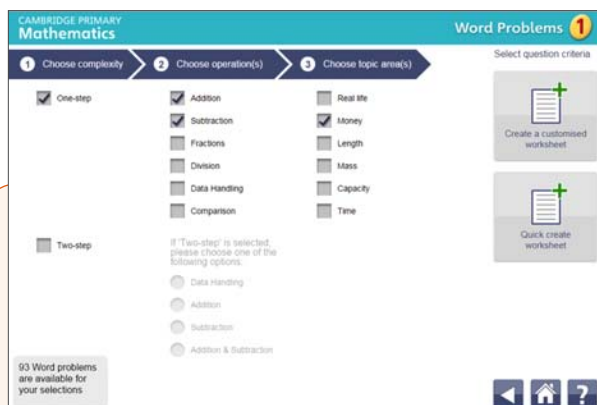 CAMBRIDGE PRIMARY
Mathematics
Word Problems 1
1 Choose complexity
2 Choose operation(s)
3 Choose topic area(s)
Select question criteria
One-step
Addition
Subtraction
Fractions
Division
Data Handling
Comparison
Real life
Money
Length
Mass
Capacity
Time
Two-step
If 'Two-step' is selected,
please choose one of the
following options.
Data Handling
Addition
Subtraction
Addition & Subtraction
Create a customised
worksheet
Quick create
worksheet
93 Word problems
are available for
your selections
?